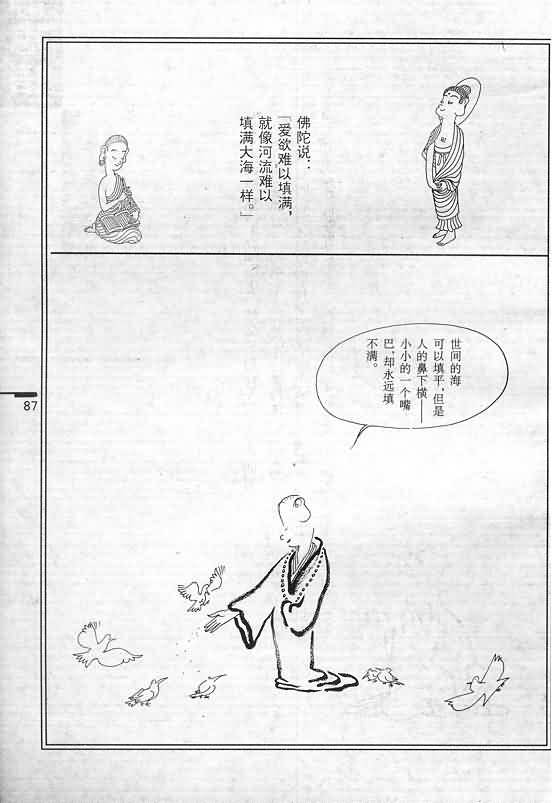 佛陀说：
「爱欲难以填满，
就像河流难以
填满大海一样。」
世间的海
可以填平，但是
人的鼻下横——
小小的一个嘴
巴，却永远填
不满。
87